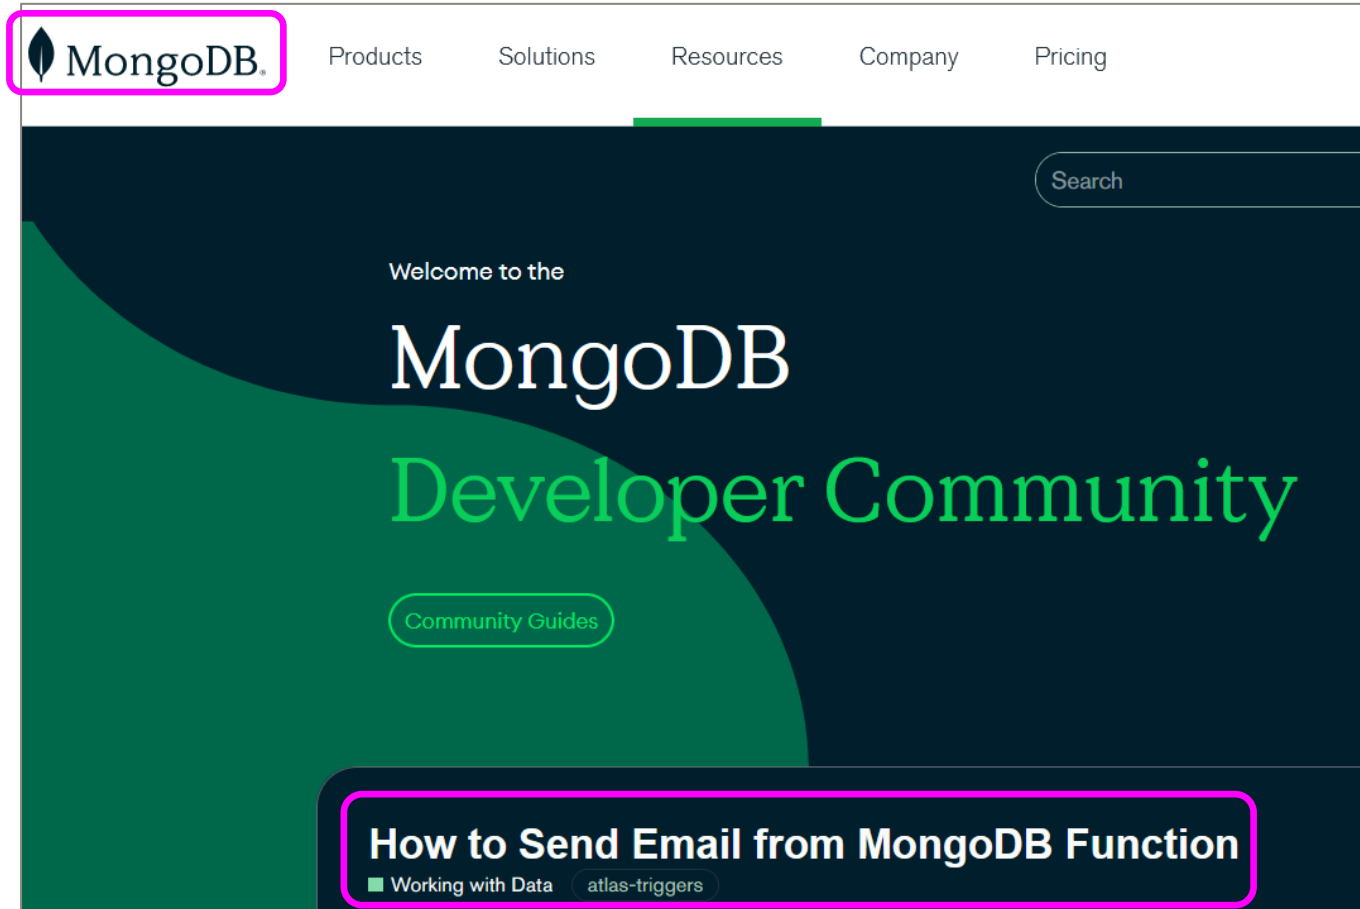 MongoDB®
Products Solutions Resources Company Pricing
Search
Welcome to the
MongoDB
Developer Community
Community Guides
How to Send Email from MongoDB Function
Working with Data atlas-triggers